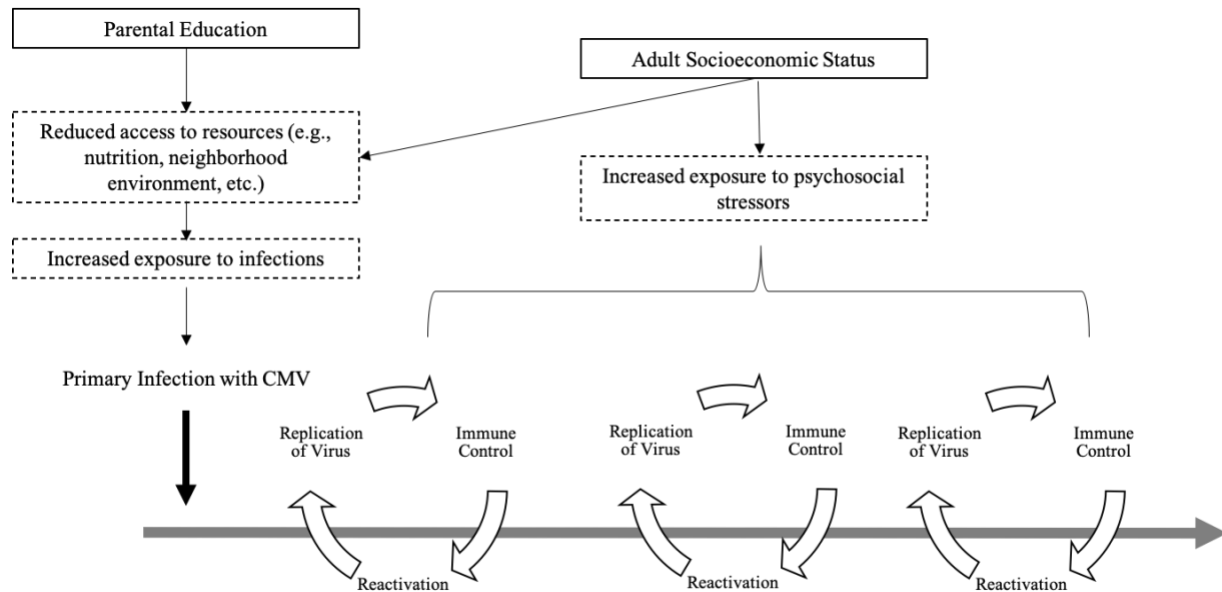 Parental Education
Adult Socioeconomic Status
Reduced access to resources (e.g.,
nutrition, neighborhood
environment, etc.)
Increased exposure to psychosocial
stressors
Increased exposure to infections
Primary Infection with CMV
Replication
of Virus
Immune
Control
Reactivation
Replication
of Virus
Immune
Control
Reactivation
Replication
of Virus
Immune
Control
Reactivation